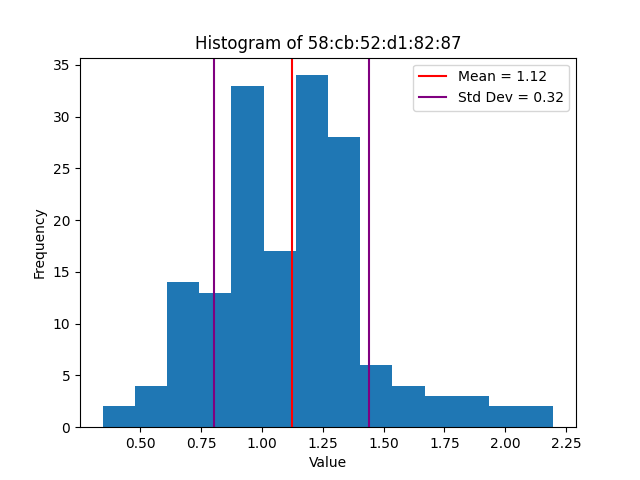 Histogram of 58:cb:52:d1:82:87
Mean = 1.12
Std Dev = 0.32
Frequency
35
30
25
20
15
10
5
0
0.50 0.75 1.00 1.25 1.50 1.75 2.00 2.25
Value